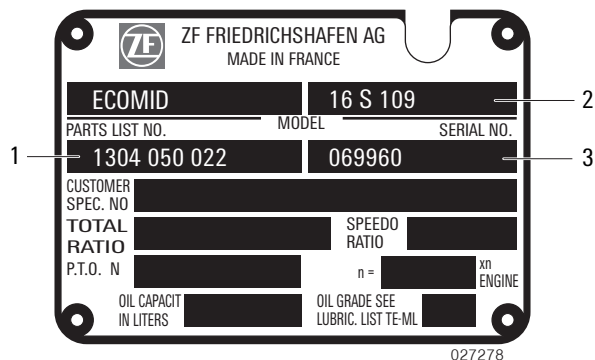 ZF
ZF FRIEDRICHSHAFEN AG
MADE IN FRANCE
ECOMID 16 S 109 2
MODEL
PARTS LIST NO. SERIAL NO.
1 1304 050 022 069960 3
CUSTOMER
SPEC. NO
TOTAL SPEEDO
RATIO RATIO
P.T.O. N n = xn
ENGINE
OIL CAPACIT OIL GRADE SEE
IN LITERS LUBRIC. LIST TE-ML
027278